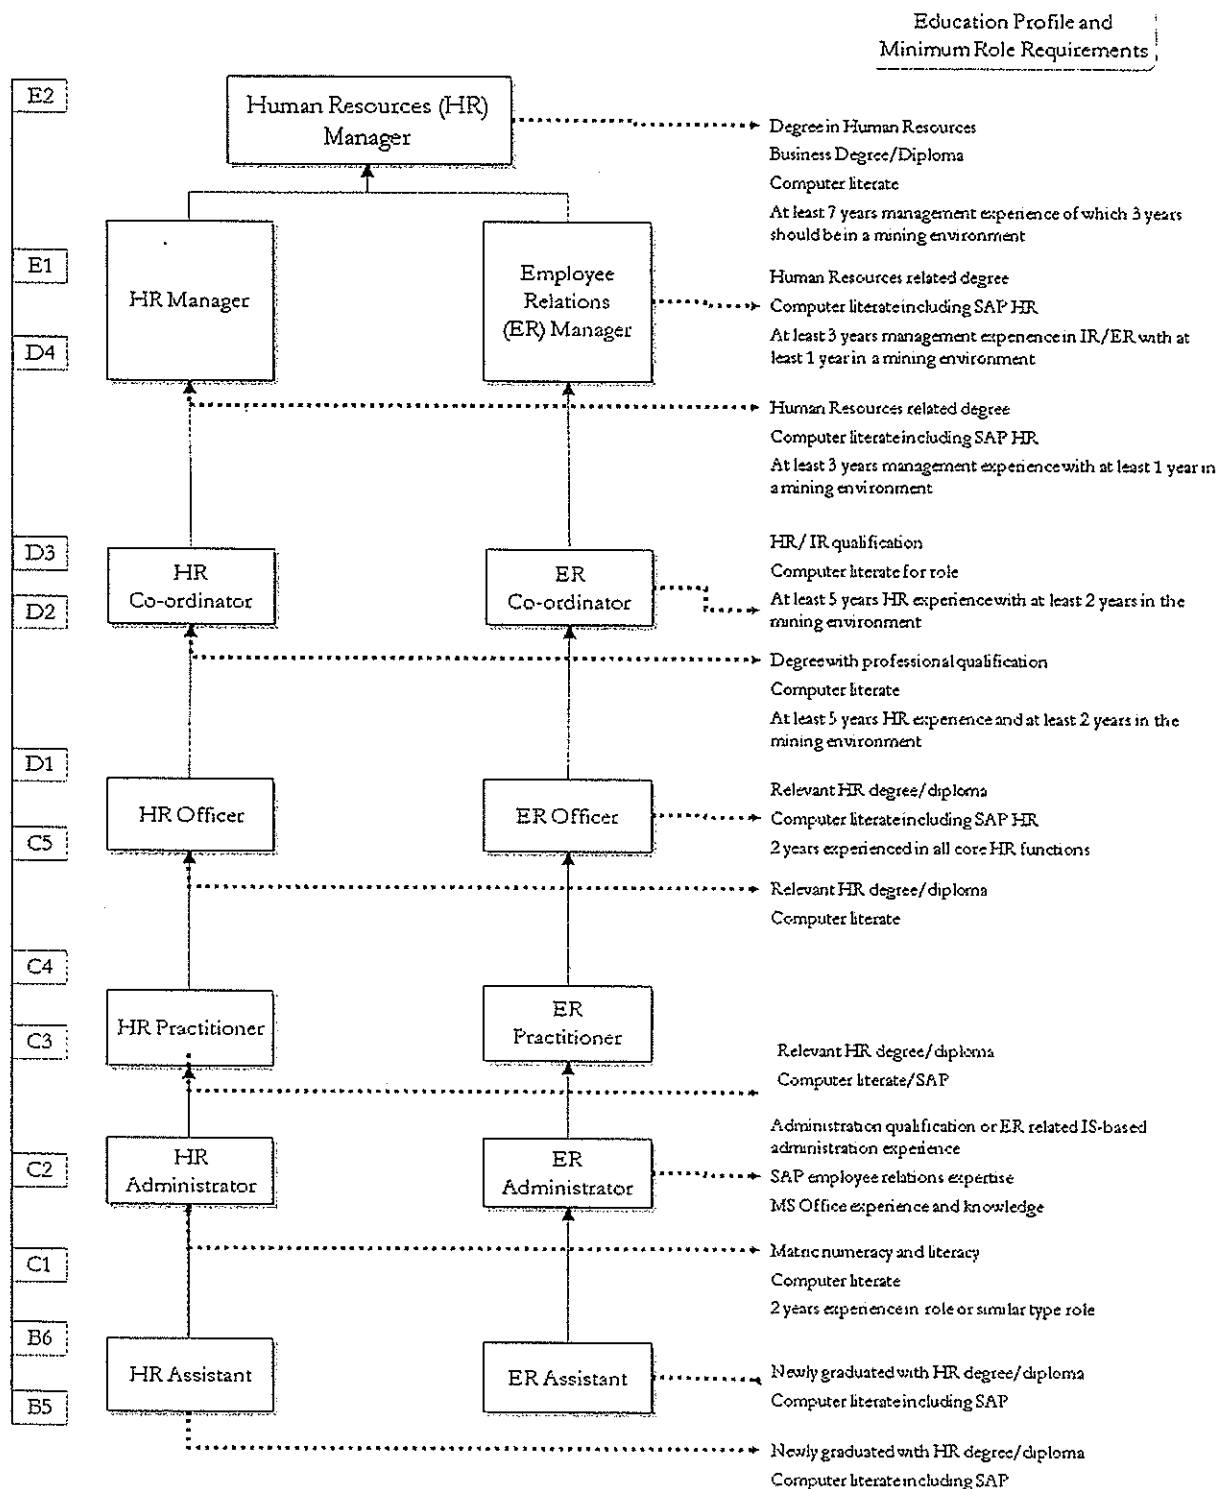 Education Profile and
Minimum Role Requirements
E2
Human Resources (HR)
Manager
Degree in Human Resources
Business Degree/Diploma
Computer literate
At least 7 years management experience of which 3 years
should be in a mining environment
E1
HR Manager
Employee
Relations
(ER) Manager
Human Resources related degree
Computer literate including SAP HR
At least 3 years management experience in IR/ER with at
least 1 year in a mining environment
D4
Human Resources related degree
Computer literate including SAP HR
At least 3 years management experience with at least 1 year in
a mining environment
D3
HR
Co-ordinator
ER
Co-ordinator
HR/ IR qualification
Computer literate for role
At least 5 years HR experience with at least 2 years in the
mining environment
D2
Degree with professional qualification
Computer literate
At least 5 years HR experience and at least 2 years in the
mining environment
D1
HR Officer
ER Officer
Relevant HR degree/diploma
Computer literate including SAP HR
2 years experienced in all core HR functions
C5
Relevant HR degree/diploma
Computer literate
C4
HR Practitioner
ER
Practitioner
C3
Relevant HR degree/diploma
Computer literate/SAP
C2
HR
Administrator
ER
Administrator
Administration qualification or ER related IS-based
administration experience
SAP employee relations expertise
MS Office experience and knowledge
C1
Matric numeracy and literacy
Computer literate
2 years experience in role or similar type role
B6
HR Assistant
ER Assistant
Newly graduated with HR degree/diploma
Computer literate including SAP
B5
Newly graduated with HR degree/diploma
Computer literate including SAP